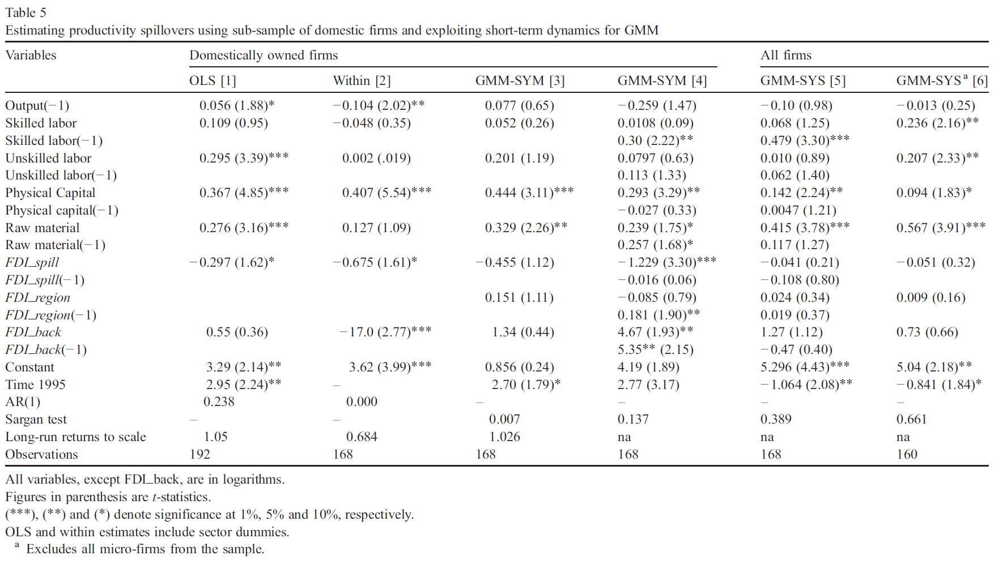 Table 5
Estimating productivity spillovers using sub-sample of domestic firms and exploiting short-term dynamics for GMM
Variables Domestically owned firms All firms
OLS [1] Within [2] GMM-SYM [3] GMM-SYM [4] GMM-SYS [5] GMM-SYS a [6]
Output(−1) 0.056 (1.88)* −0.104 (2.02)** 0.077 (0.65) −0.259 (1.47) −0.10 (0.98) −0.013 (0.25)
Skilled labor 0.109 (0.95) −0.048 (0.35) 0.052 (0.26) 0.0108 (0.09) 0.068 (1.25) 0.236 (2.16)**
Skilled labor(−1) 0.30 (2.22)** 0.479 (3.30)***
Unskilled labor 0.295 (3.39)*** 0.002 (.019) 0.201 (1.19) 0.0797 (0.63) 0.010 (0.89) 0.207 (2.33)**
Unskilled labor(−1) 0.113 (1.33) 0.062 (1.40)
Physical Capital 0.367 (4.85)*** 0.407 (5.54)*** 0.444 (3.11)*** 0.293 (3.29)** 0.142 (2.24)** 0.094 (1.83)*
Physical capital(−1) −0.027 (0.33) 0.0047 (1.21)
Raw material 0.276 (3.16)*** 0.127 (1.09) 0.329 (2.26)** 0.239 (1.75)* 0.415 (3.78)*** 0.567 (3.91)***
Raw material(−1) 0.257 (1.68)* 0.117 (1.27)
FDI_spill −0.297 (1.62)* −0.675 (1.61)* −0.455 (1.12) −1.229 (3.30)*** −0.041 (0.21) −0.051 (0.32)
FDI_spill(−1) −0.016 (0.06) −0.108 (0.80)
FDI_region 0.151 (1.11) −0.085 (0.79) 0.024 (0.34) 0.009 (0.16)
FDI_region(−1) 0.181 (1.90)** 0.019 (0.37)
FDI_back 0.55 (0.36) −17.0 (2.77)*** 1.34 (0.44) 4.67 (1.93)** 1.27 (1.12) 0.73 (0.66)
FDI_back(−1) 5.35** (2.15) −0.47 (0.40)
Constant 3.29 (2.14)** 3.62 (3.99)*** 0.856 (0.24) 4.19 (1.89) 5.296 (4.43)*** 5.04 (2.18)**
Time 1995 2.95 (2.24)** – 2.70 (1.79)* 2.77 (3.17) −1.064 (2.08)** −0.841 (1.84)*
AR(1) 0.238 0.000 – – – –
Sargan test – – 0.007 0.137 0.389 0.661
Long-run returns to scale 1.05 0.684 1.026 na na na
Observations 192 168 168 168 168 160
All variables, except FDI_back, are in logarithms.
Figures in parenthesis are t-statistics.
(***), (**) and (*) denote significance at 1%, 5% and 10%, respectively.
OLS and within estimates include sector dummies.
a Excludes all micro-firms from the sample.